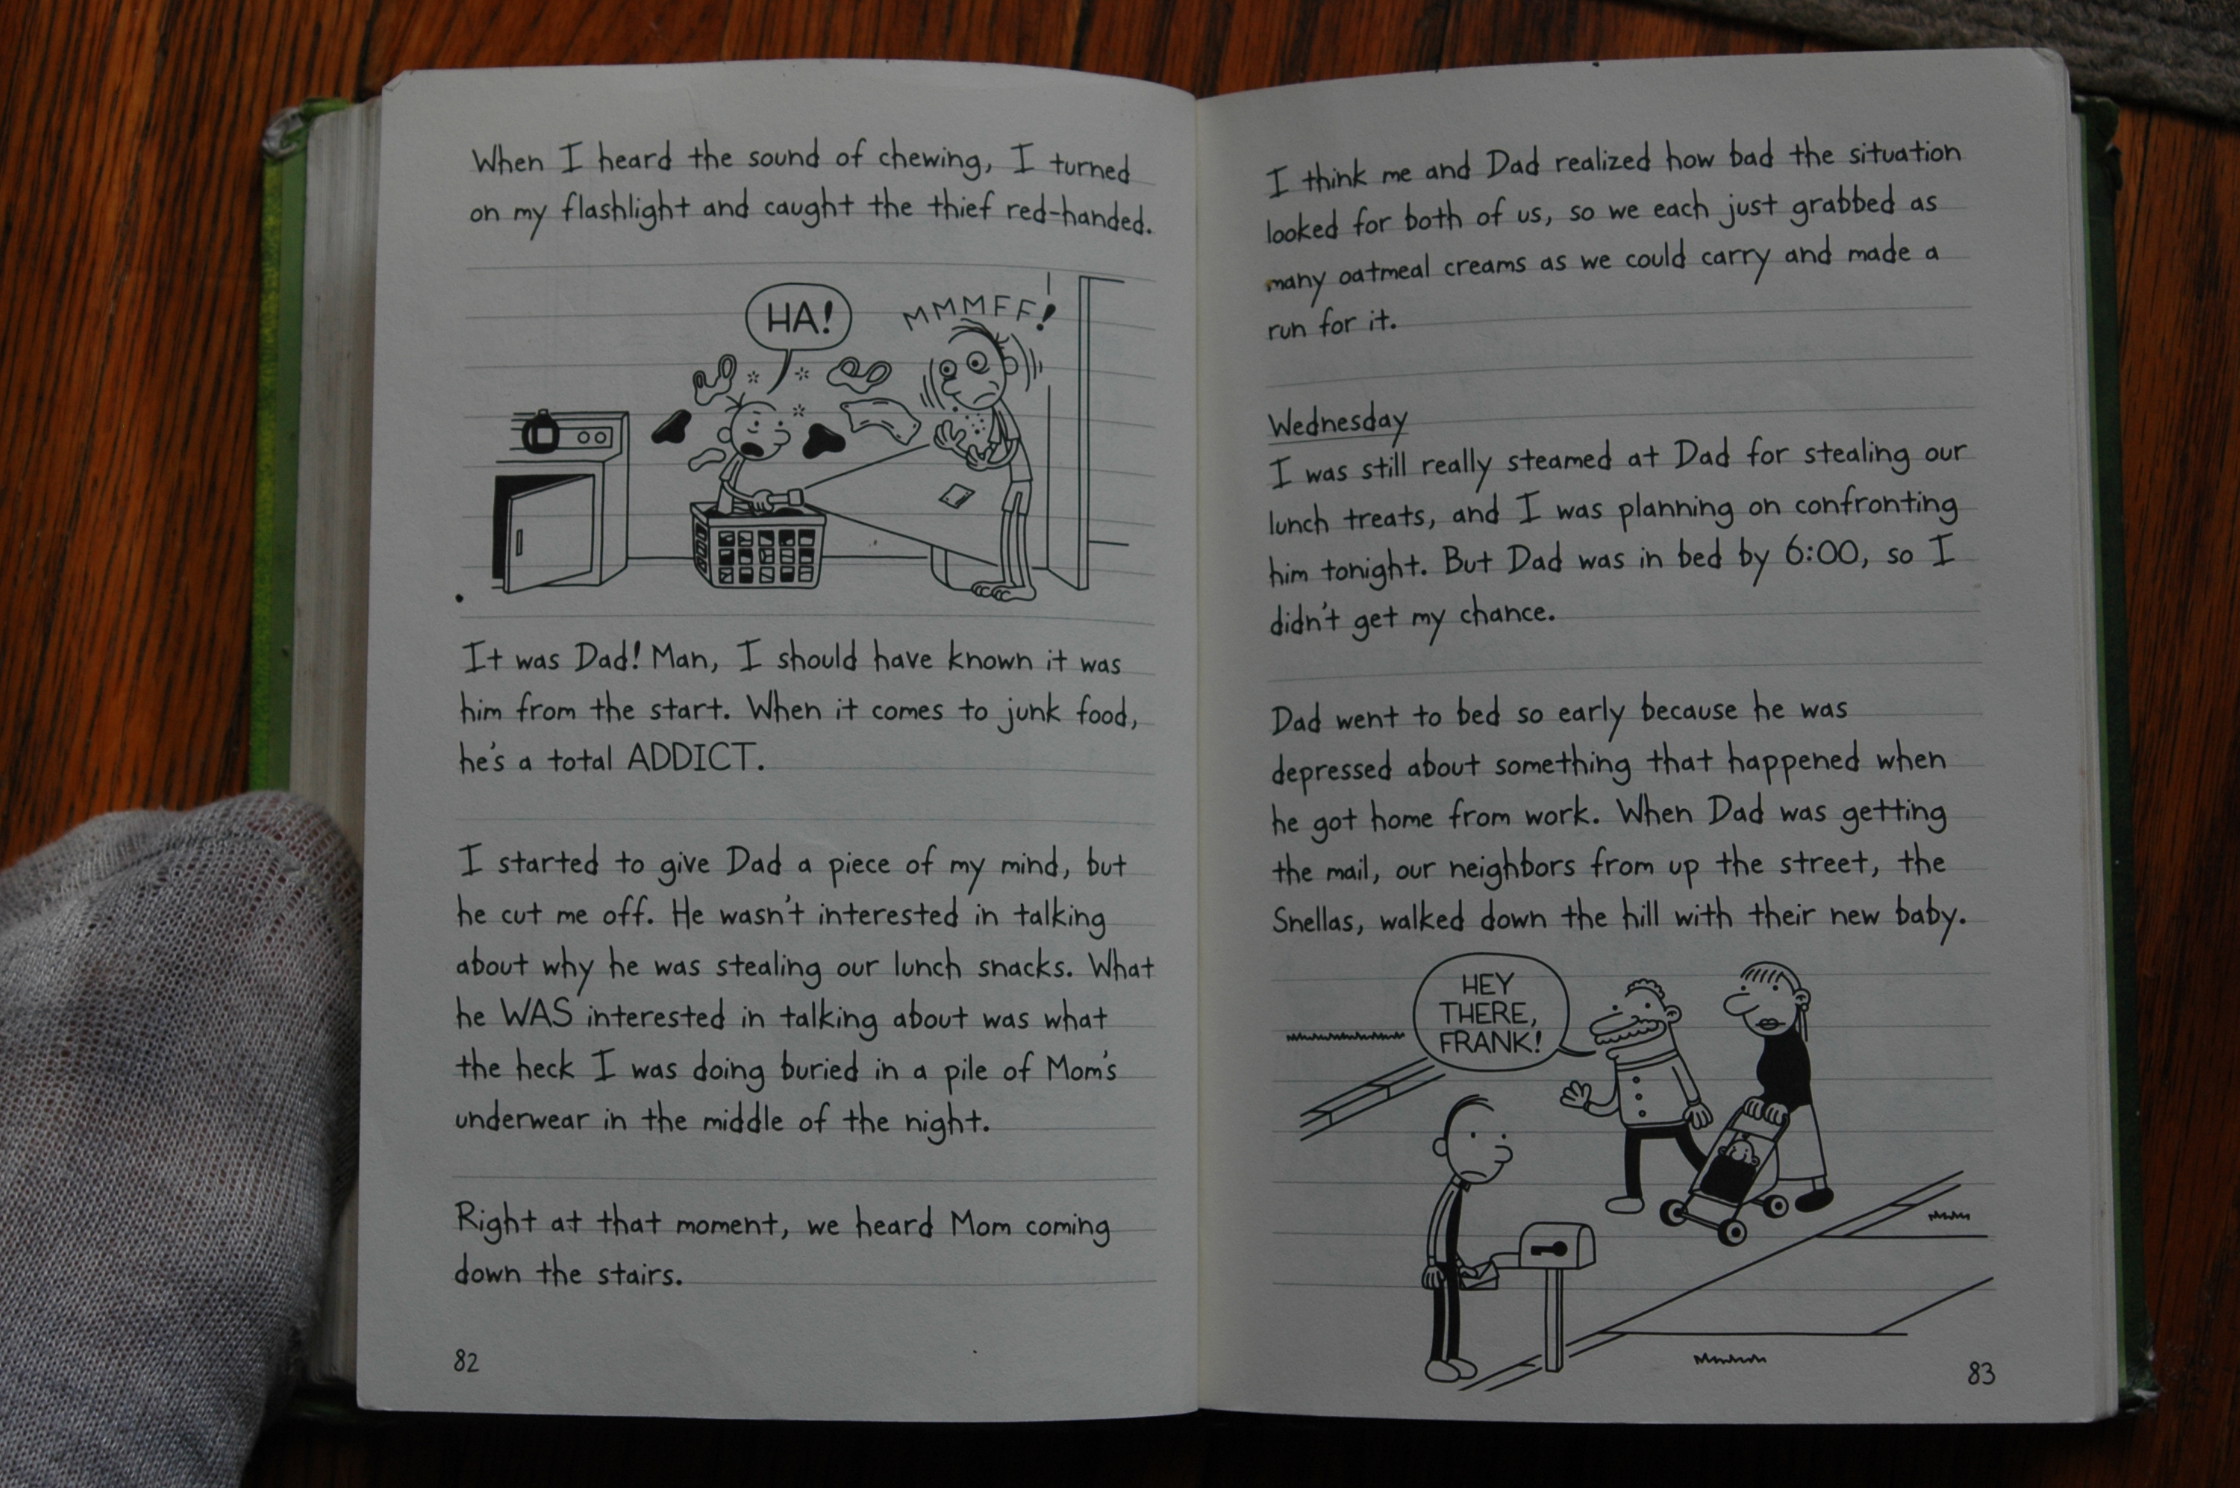 When I heard the sound of chewing, I turned
on my flashlight and caught the thief red-handed.
HA!
MMMFF!
It was Dad! Man, I should have known it was
him from the start. When it comes to junk food,
he's a total ADDICT.
I started to give Dad a piece of my mind, but
he cut me off. He wasn't interested in talking
about why he was stealing our lunch snacks. What
he WAS interested in talking about was what
the heck I was doing buried in a pile of Mom's
underwear in the middle of the night.
Right at that moment, we heard Mom coming
down the stairs.
82
I think me and Dad realized how bad the situation
looked for both of us, so we each just grabbed as
many oatmeal creams as we could carry and made a
run for it.
Wednesday
I was still really steamed at Dad for stealing our
lunch treats, and I was planning on confronting
him tonight. But Dad was in bed by 6:00, so I
didn't get my chance.
Dad went to bed so early because he was
depressed about something that happened when
he got home from work. When Dad was getting
the mail, our neighbors from up the street, the
Snellas, walked down the hill with their new baby.
HEY
THERE,
FRANK!
83